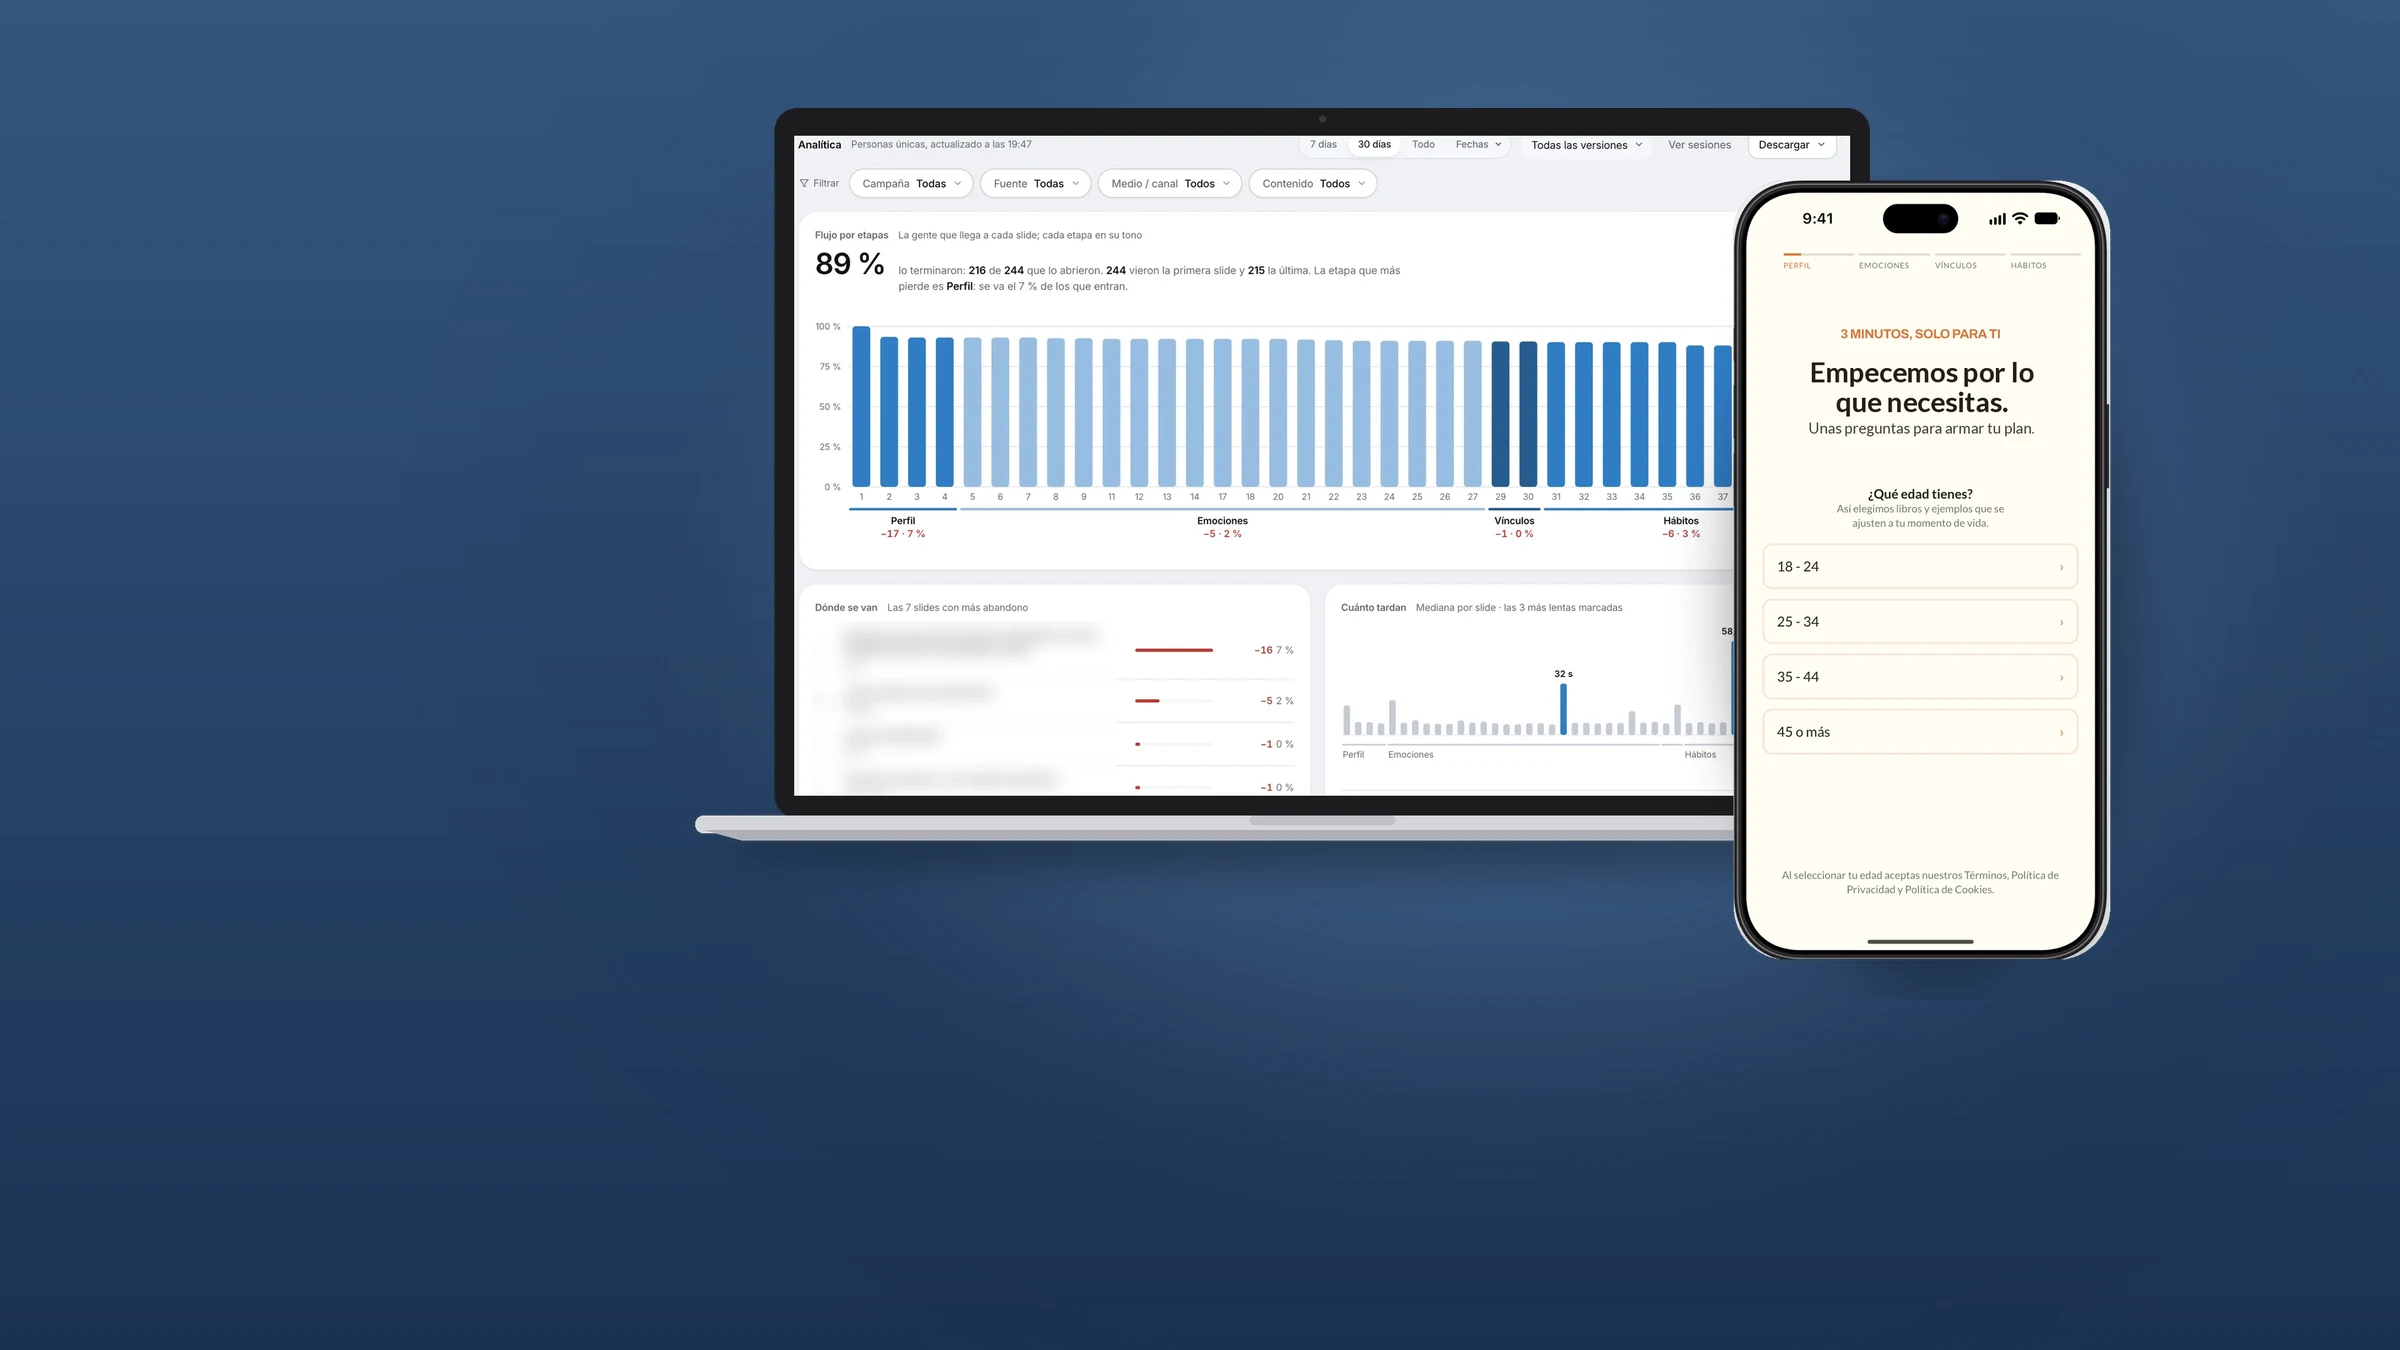 Analítica Personas únicas, actualizado a las 19:47
7 días 30 días Todo Fechas Todas las versiones Ver sesiones Descargar
Filtrar Campaña Todas Fuente Todas Medio / canal Todos Contenido Todos
Flujo por etapas La gente que llega a cada slide; cada etapa en su tono
89 % lo terminaron: 216 de 244 que lo abrieron. 244 vieron la primera slide y 215 la última. La etapa que más
pierde es Perfil: se va el 7 % de los que entran.
100 %
75 %
50 %
25 %
0 %
1 2 3 4 5 6 7 8 9 11 12 13 14 17 18 20 21 22 23 24 25 26 27 29 30 31 32 33 34 35 36 37
Perfil Emociones Vínculos Hábitos
−17 · 7 % −5 · 2 % −1 · 0 % −6 · 3 %
Dónde se van Las 7 slides con más abandono
−16 7 %
−5 2 %
−1 0 %
−1 0 %
Cuánto tardan Mediana por slide · las 3 más lentas marcadas
58
32 s
Perfil Emociones Hábitos
9:41
PERFIL EMOCIONES VÍNCULOS HÁBITOS
3 MINUTOS, SOLO PARA TI
Empecemos por lo
que necesitas.
Unas preguntas para armar tu plan.
¿Qué edad tienes?
Así elegimos libros y ejemplos que se
ajusten a tu momento de vida.
18 - 24
25 - 34
35 - 44
45 o más
Al seleccionar tu edad aceptas nuestros Términos, Política de
Privacidad y Política de Cookies.